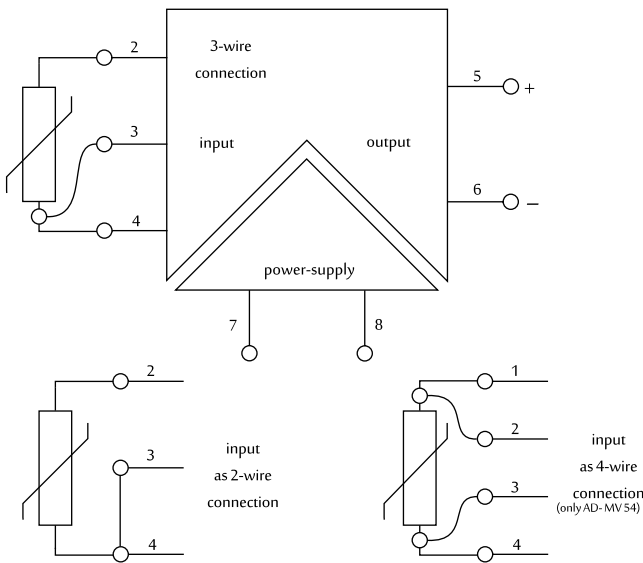 2
3-wire
connection
5
+
3
input
output
6
–
4
power-supply
7
8
2
3
input
as 2-wire
connection
4
1
2
input
as 4-wire
3
connection
(only AD- MV 54)
4